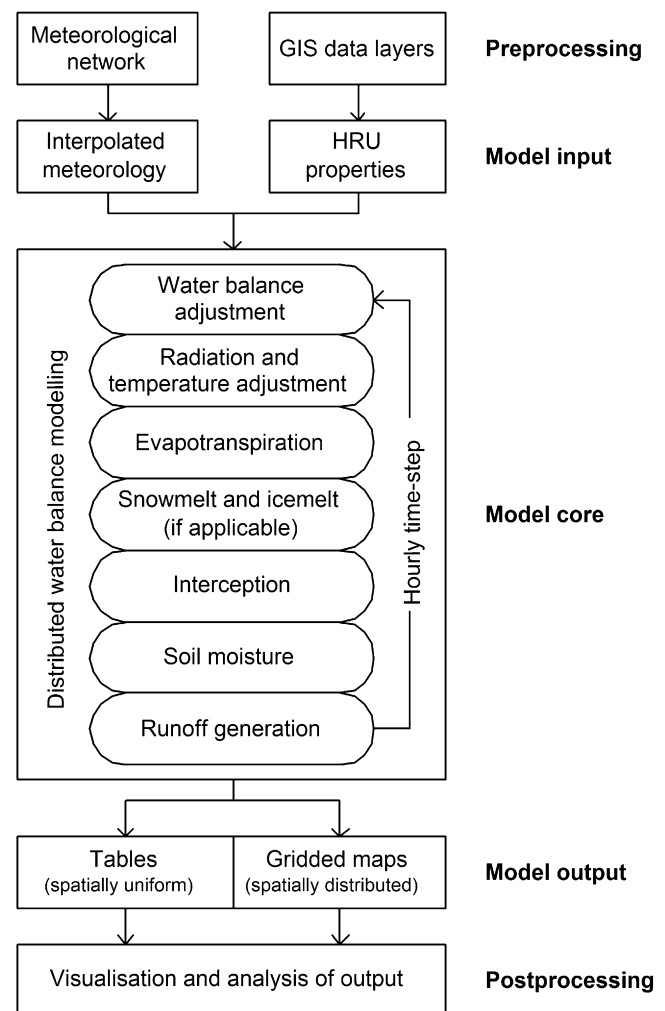 Meteorological
network
GIS data layers
Preprocessing
Interpolated
meteorology
HRU
properties
Model input
Distributed water balance modelling
Water balance
adjustment
Radiation and
temperature adjustment
Evapotranspiration
Snowmelt and icemelt
(if applicable)
Interception
Soil moisture
Runoff generation
Hourly time-step
Model core
Tables
(spatially uniform)
Gridded maps
(spatially distributed)
Model output
Visualisation and analysis of output
Postprocessing